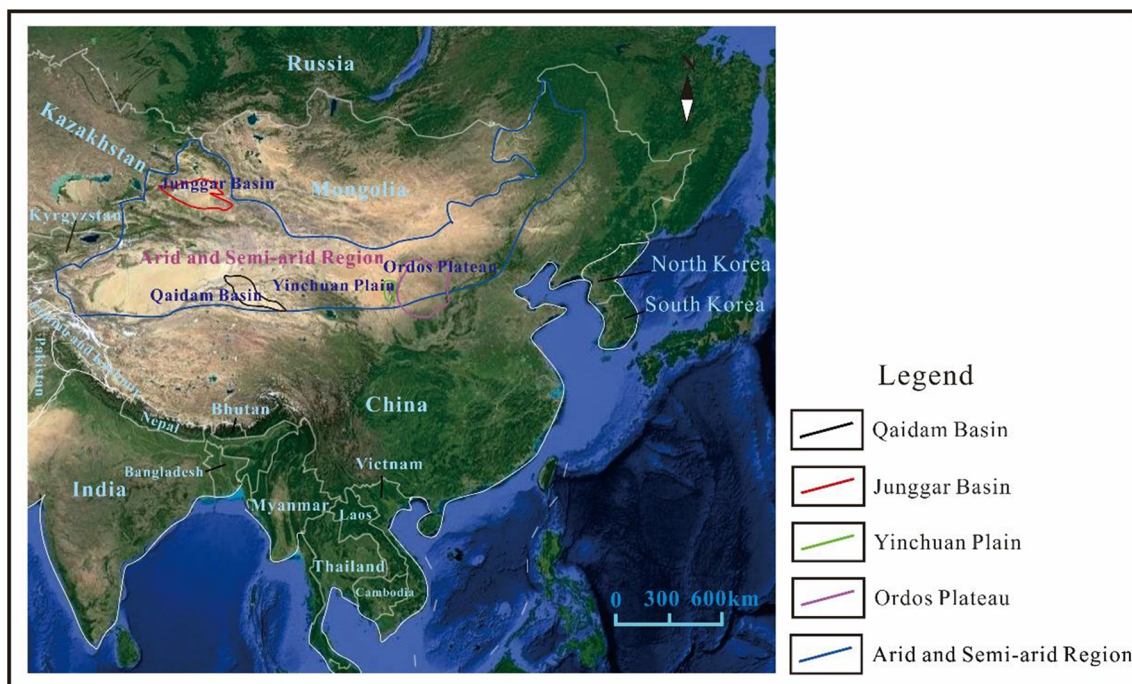 Russia
N
Kazakhstan
Junggar Basin
Mongolia
Kyrgyzstan
Arid and Semi-arid Region
Ordos Plateau
Qaidam Basin
Yinchuan Plain
North Korea
South Korea
Pakistan
China
Bhutan
Nepal
Bangladesh
Victnam
India
Myanmar
Laos
Thailand
Cambodia
0 300 600km
Legend
Qaidam Basin
Junggar Basin
Yinchuan Plain
Ordos Plateau
Arid and Semi-arid Region